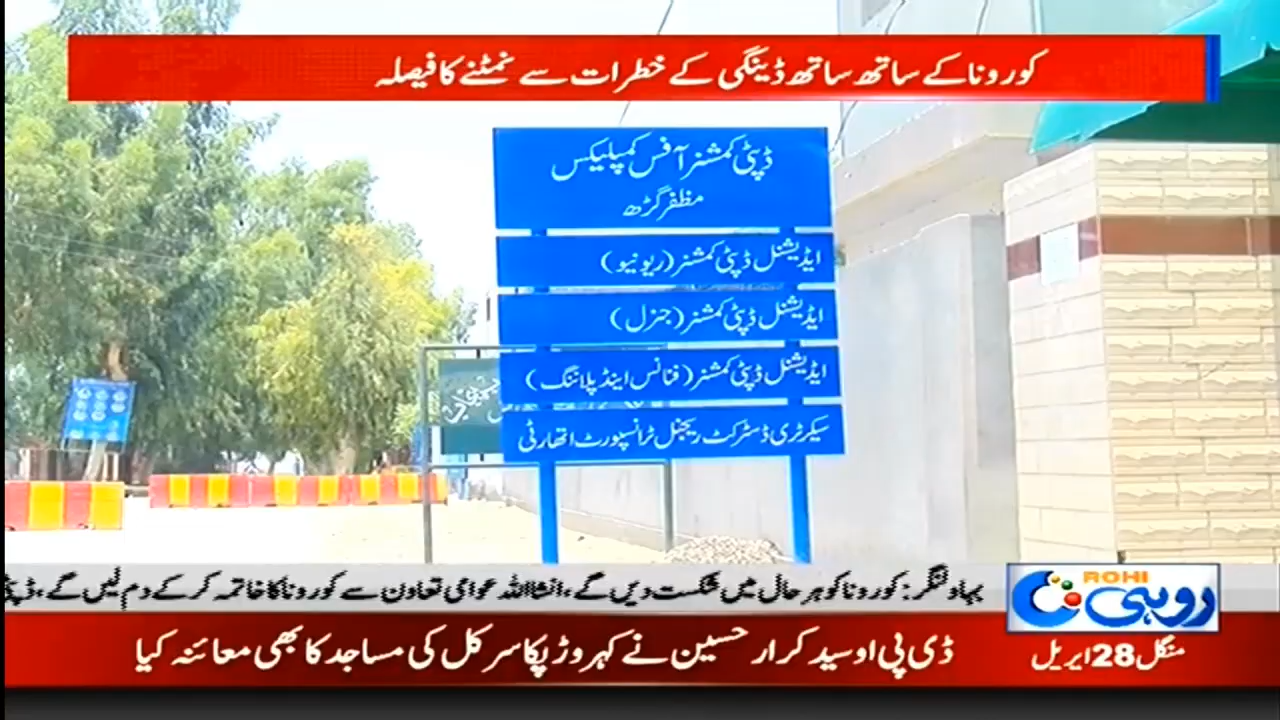 کورونا کے ساتھ ساتھ ڈینگی کے خطرات سے نمٹنے کا فیصلہ
ڈپٹی کمشنر آفس کمپلیکس
مظفرگڑھ
ایڈیشنل ڈپٹی کمشنر (ریونیو)
ایڈیشنل ڈپٹی کمشنر (جنرل)
ایڈیشنل ڈپٹی کمشنر (فنانس اینڈ پلاننگ)
سیکرٹری ڈسٹرکٹ ریجنل ٹرانسپورٹ اتھارٹی
بہاولنگر: کورونا کو ہر حال میں شکست دیں گے، انشااللہ عوامی تعاون سے کورونا کا خاتمہ کر کے دم لیں گے،
ROHI
روہی
ڈی پی او سید کرار حسین نے کہروڑ پکا سرکل کی مساجد کا بھی معائنہ کیا
منگل 28 اپریل